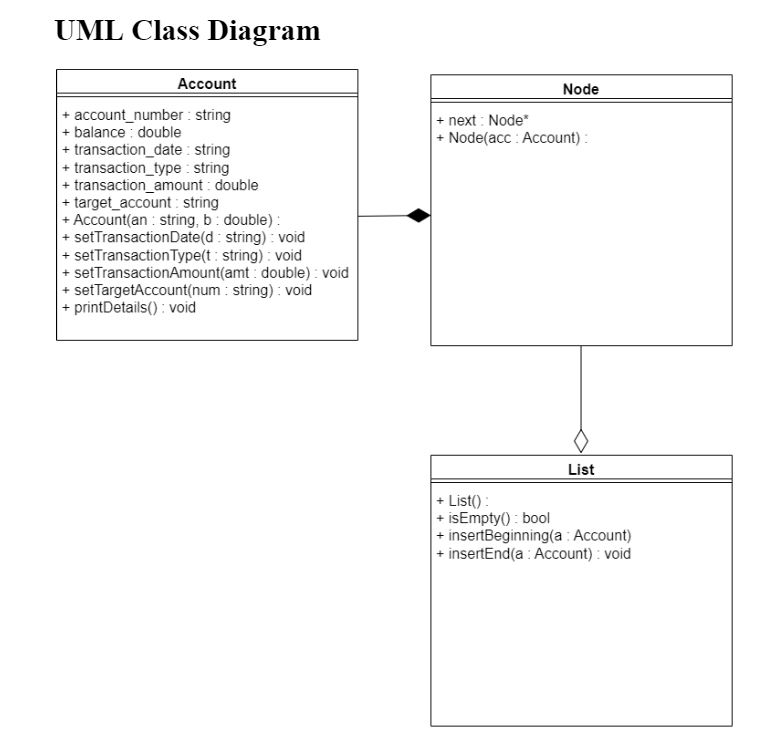 UML Class Diagram
Account
+ account_number : string
+ balance : double
+ transaction_date : string
+ transaction_type : string
+ transaction_amount : double
+ target_account : string
+ Account(an : string, b : double) :
+ setTransactionDate(d : string) : void
+ setTransactionType(t : string) : void
+ setTransactionAmount(amt : double) : void
+ setTargetAccount(num : string) : void
+ printDetails() : void
Node
+ next : Node*
+ Node(acc : Account) :
List
+ List() :
+ isEmpty() : bool
+ insertBeginning(a : Account)
+ insertEnd(a : Account) : void